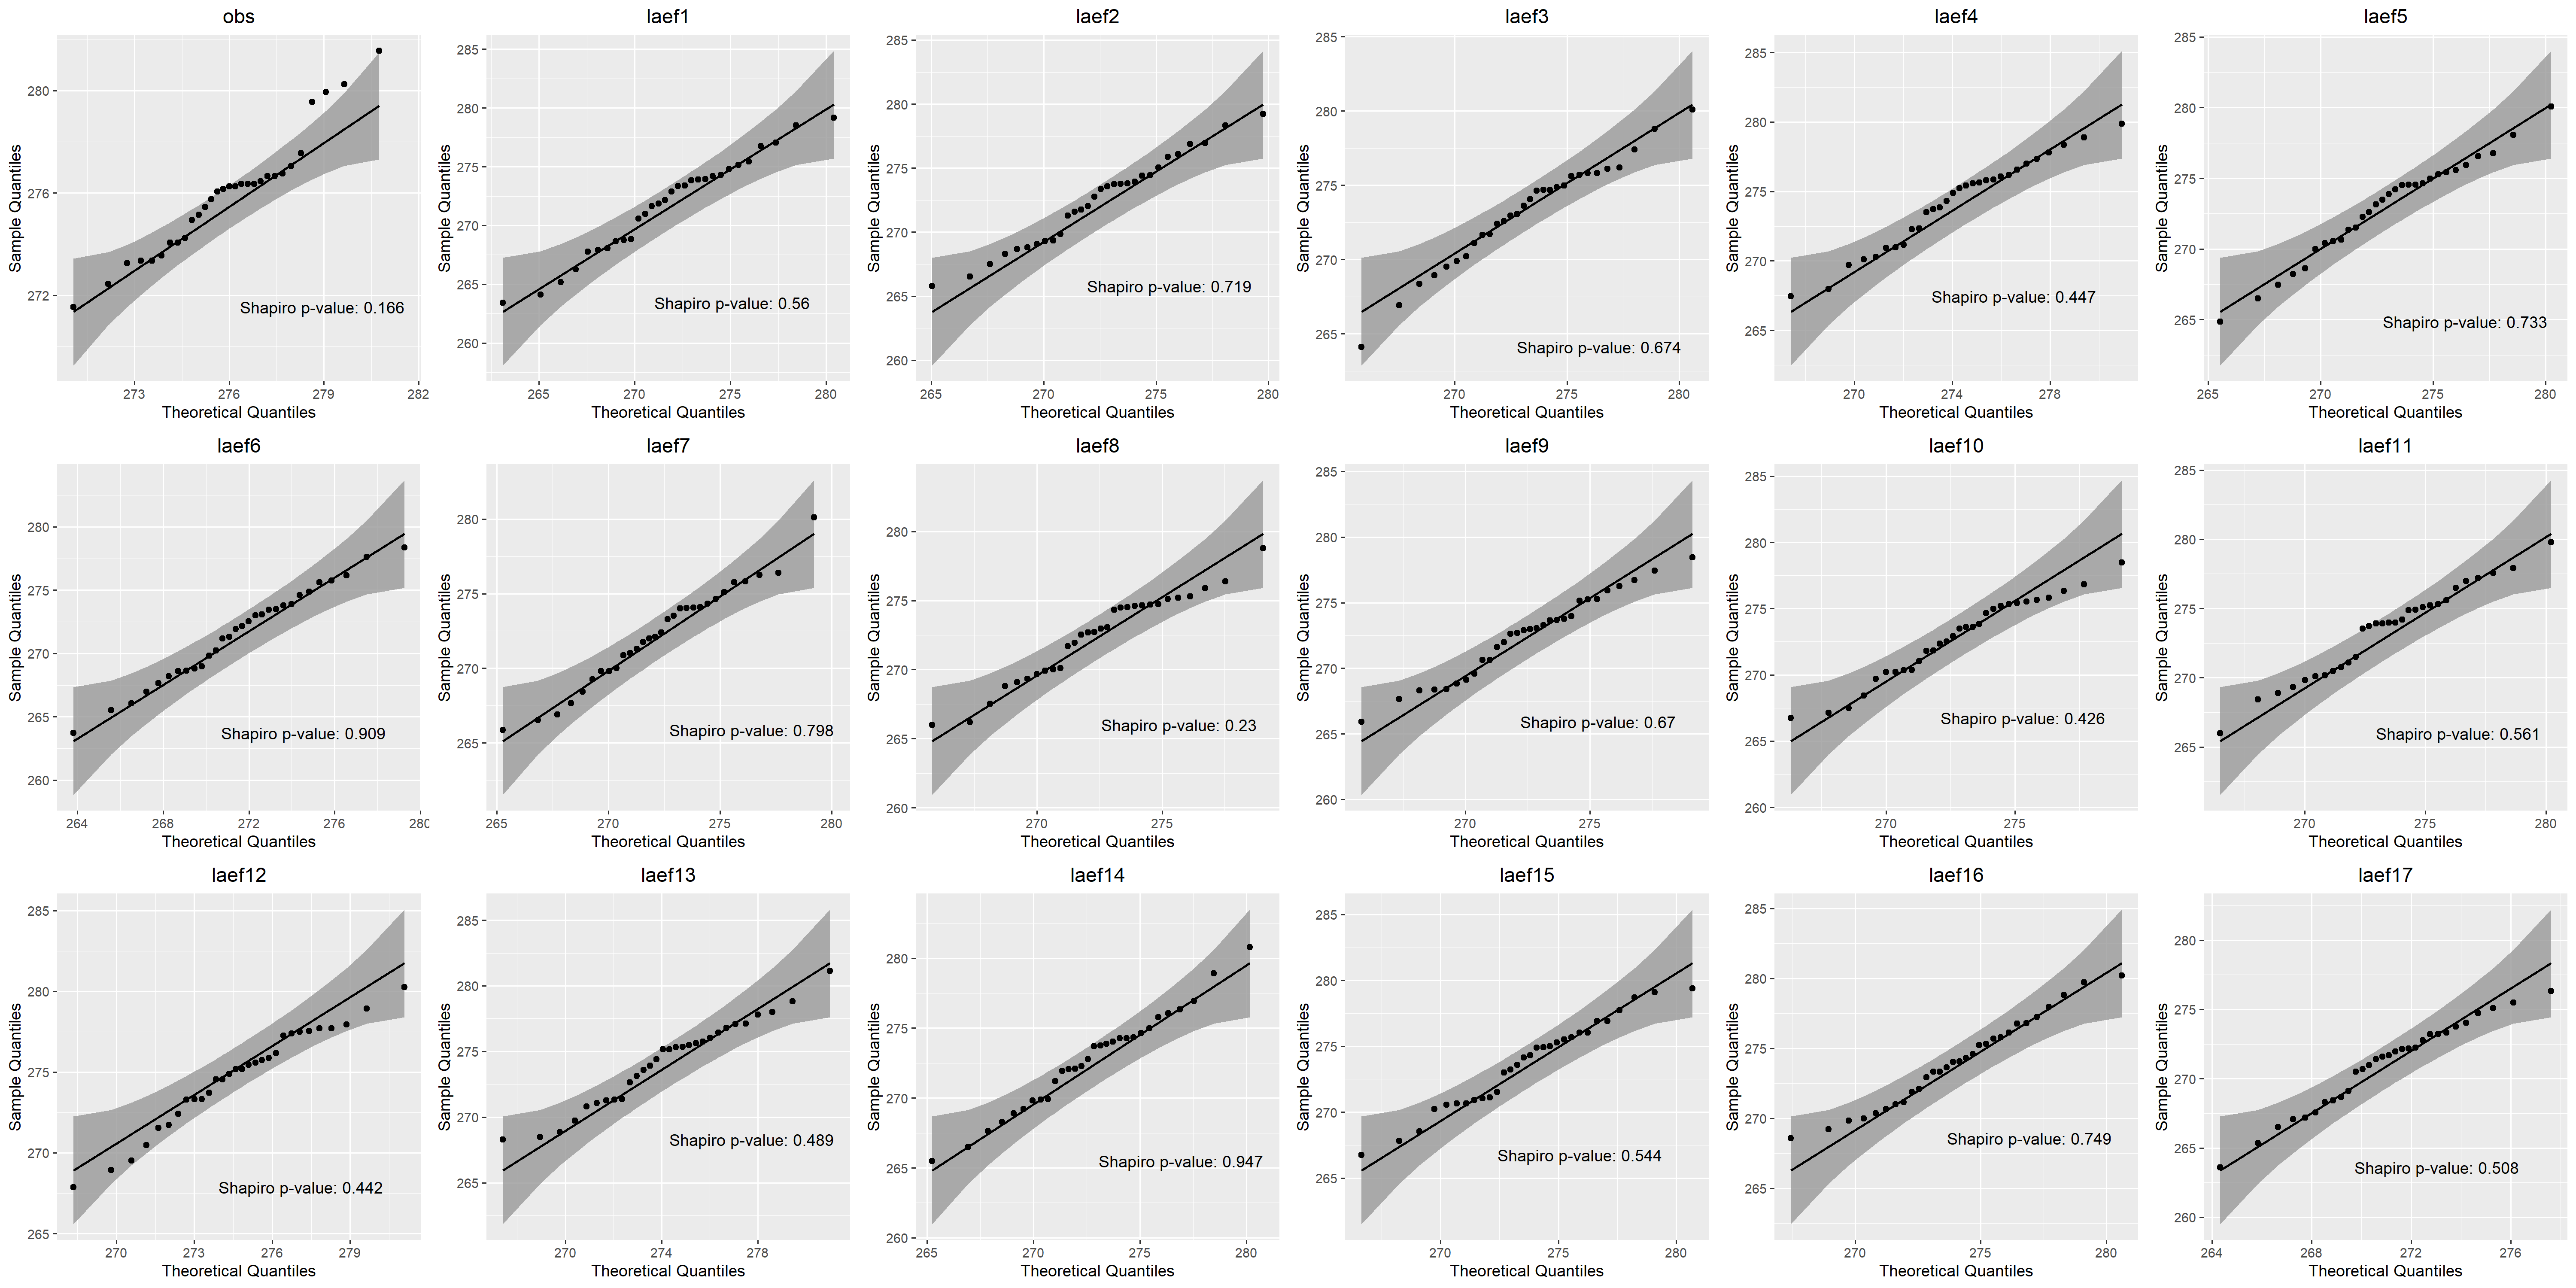 obs
Sample Quantiles
280
276
272
Shapiro p-value: 0.166
273 276 279 282
Theoretical Quantiles
laef1
Sample Quantiles
285
280
275
270
265
260
Shapiro p-value: 0.56
265 270 275 280
Theoretical Quantiles
laef2
Sample Quantiles
285
280
275
270
265
260
Shapiro p-value: 0.719
265 270 275 280
Theoretical Quantiles
laef3
Sample Quantiles
285
280
275
270
265
Shapiro p-value: 0.674
270 275 280
Theoretical Quantiles
laef4
Sample Quantiles
285
280
275
270
265
Shapiro p-value: 0.447
270 274 278
Theoretical Quantiles
laef5
Sample Quantiles
285
280
275
270
265
Shapiro p-value: 0.733
265 270 275 280
Theoretical Quantiles
laef6
Sample Quantiles
280
275
270
265
260
Shapiro p-value: 0.909
264 268 272 276 280
Theoretical Quantiles
laef7
Sample Quantiles
280
275
270
265
Shapiro p-value: 0.798
265 270 275 280
Theoretical Quantiles
laef8
Sample Quantiles
280
275
270
265
260
Shapiro p-value: 0.23
270 275
Theoretical Quantiles
laef9
Sample Quantiles
285
280
275
270
265
260
Shapiro p-value: 0.67
270 275
Theoretical Quantiles
laef10
Sample Quantiles
285
280
275
270
265
260
Shapiro p-value: 0.426
270 275
Theoretical Quantiles
laef11
Sample Quantiles
285
280
275
270
265
Shapiro p-value: 0.561
270 275 280
Theoretical Quantiles
laef12
Sample Quantiles
285
280
275
270
265
Shapiro p-value: 0.442
270 273 276 279
Theoretical Quantiles
laef13
Sample Quantiles
285
280
275
270
265
Shapiro p-value: 0.489
270 274 278
Theoretical Quantiles
laef14
Sample Quantiles
280
275
270
265
260
Shapiro p-value: 0.947
265 270 275 280
Theoretical Quantiles
laef15
Sample Quantiles
285
280
275
270
265
Shapiro p-value: 0.544
270 275 280
Theoretical Quantiles
laef16
Sample Quantiles
285
280
275
270
265
Shapiro p-value: 0.749
270 275 280
Theoretical Quantiles
laef17
Sample Quantiles
280
275
270
265
260
Shapiro p-value: 0.508
264 268 272 276
Theoretical Quantiles